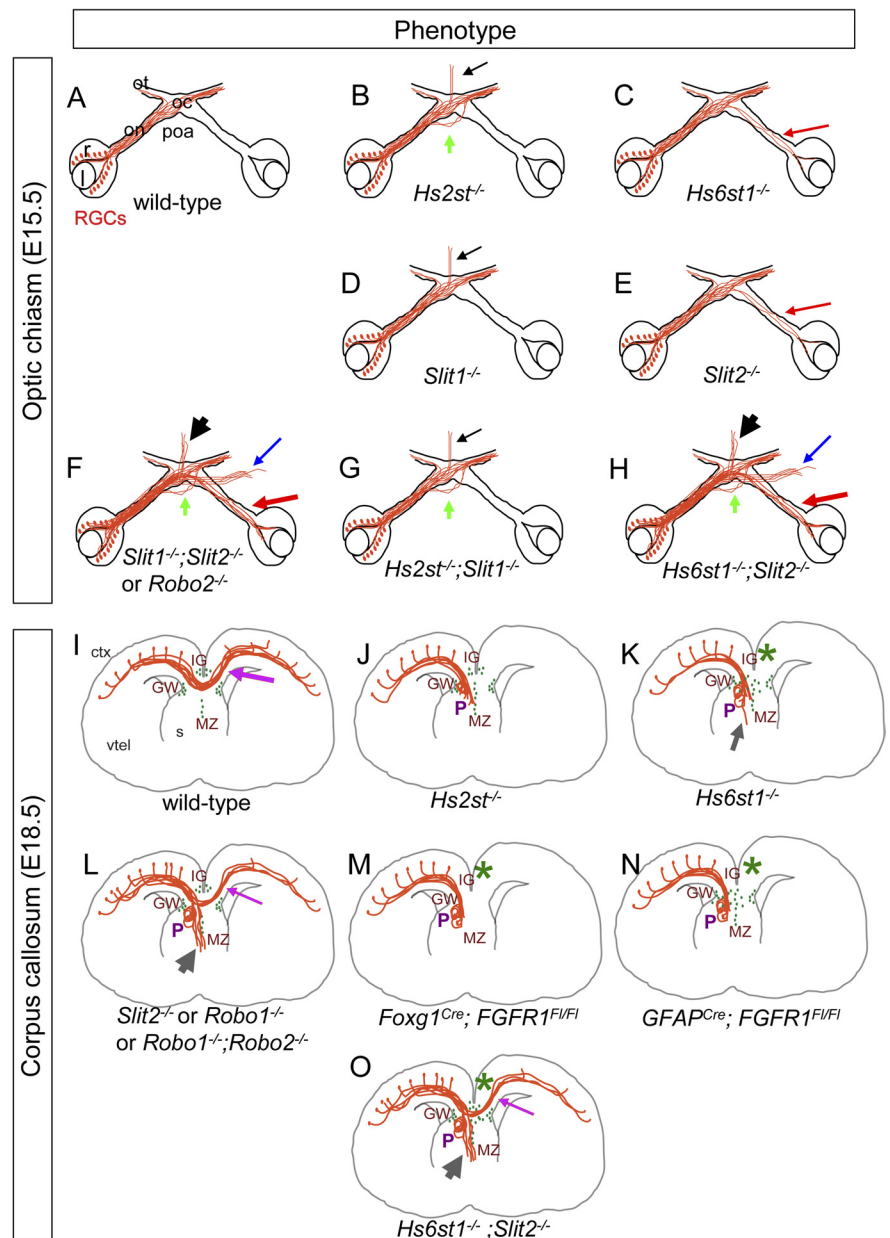 Phenotype
Optic chiasm (E15.5)
A
ot
oc
on
poa
r
l
RGCs
wild-type
B
Hs2st-/-
C
Hs6st1-/-
D
Slit1-/-
E
Slit2-/-
F
Slit1-/-;Slit2-/-
or Robo2-/-
G
Hs2st-/-;Slit1-/-
H
Hs6st1-/-;Slit2-/-
Corpus callosum (E18.5)
I
ctx
IG
GW
MZ
s
vtel
wild-type
J
IG
GW
P
MZ
Hs2st-/-
K
IG
*
GW
P
MZ
Hs6st1-/-
L
IG
GW
P
MZ
Slit2-/- or Robo1-/-
or Robo1-/-;Robo2-/-
M
IG
*
GW
P
MZ
Foxg1Cre; FGFR1Fl/Fl
N
IG
*
GW
P
MZ
GFAPCre; FGFR1Fl/Fl
O
*
GW
P
MZ
Hs6st1-/- ;Slit2-/-